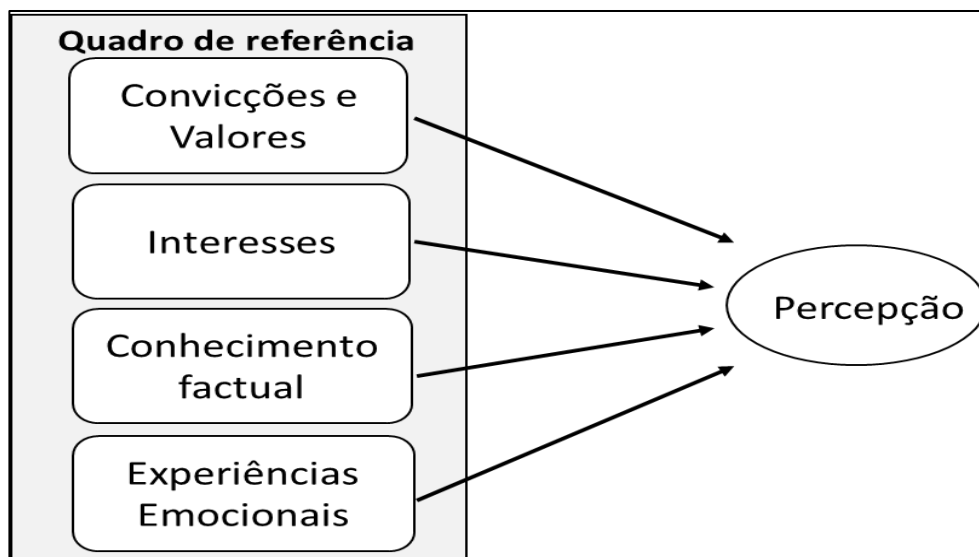 Quadro de referência
Convicções e
Valores
Interesses
Conhecimento
factual
Experiências
Emocionais
Percepção